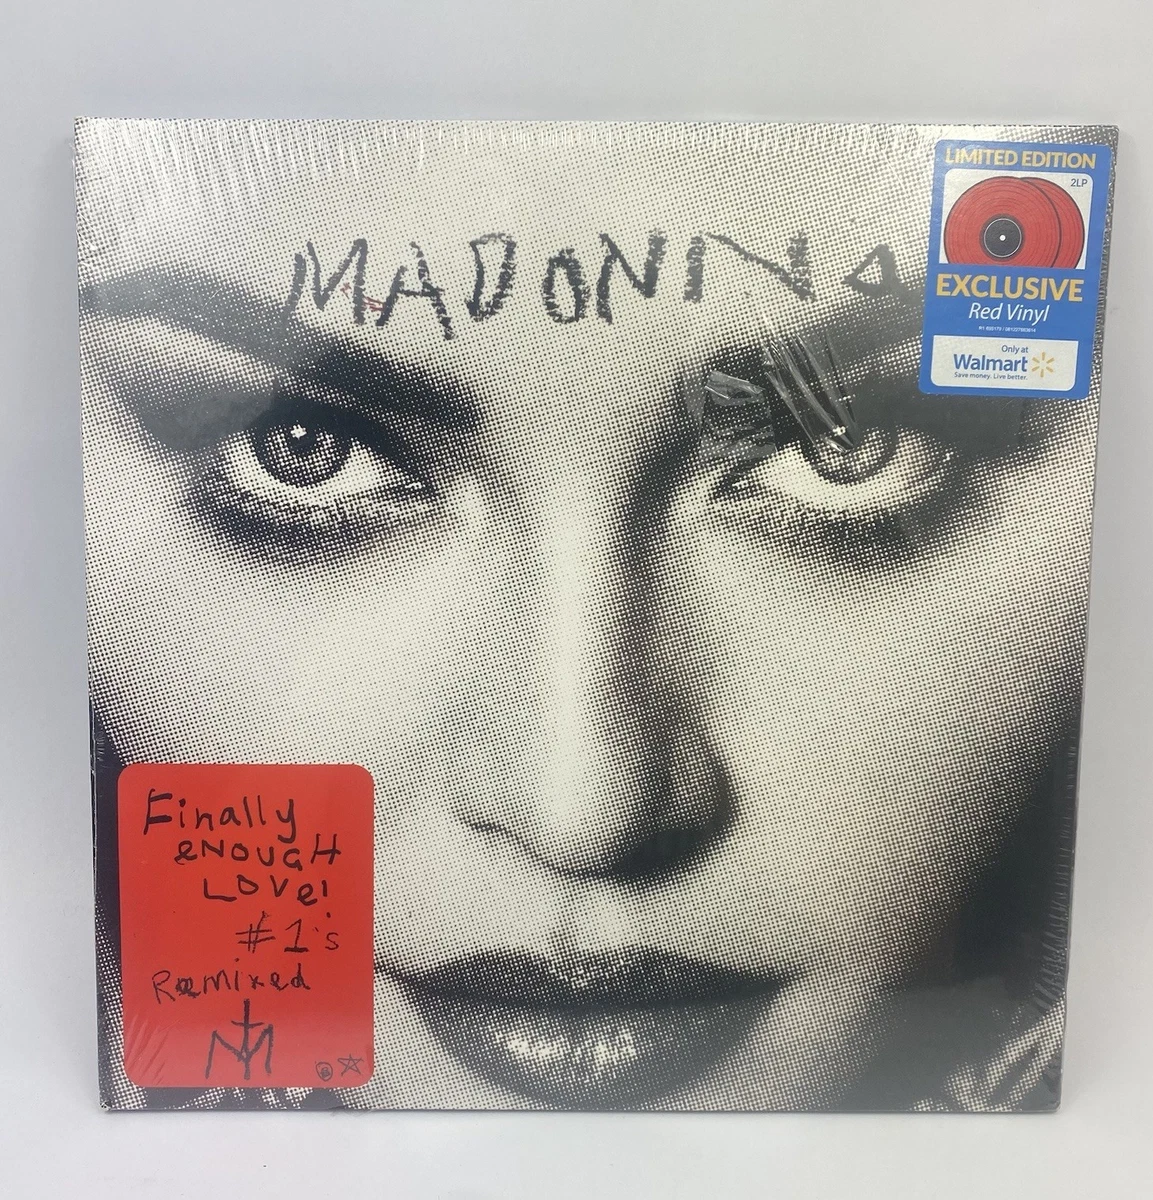 MADONNA
LIMITED EDITION
2LP
EXCLUSIVE
Red Vinyl
Only at
Walmart
Save money. Live better.
Finally
eNOUGH
LOVe!
#1's
Remixed
M